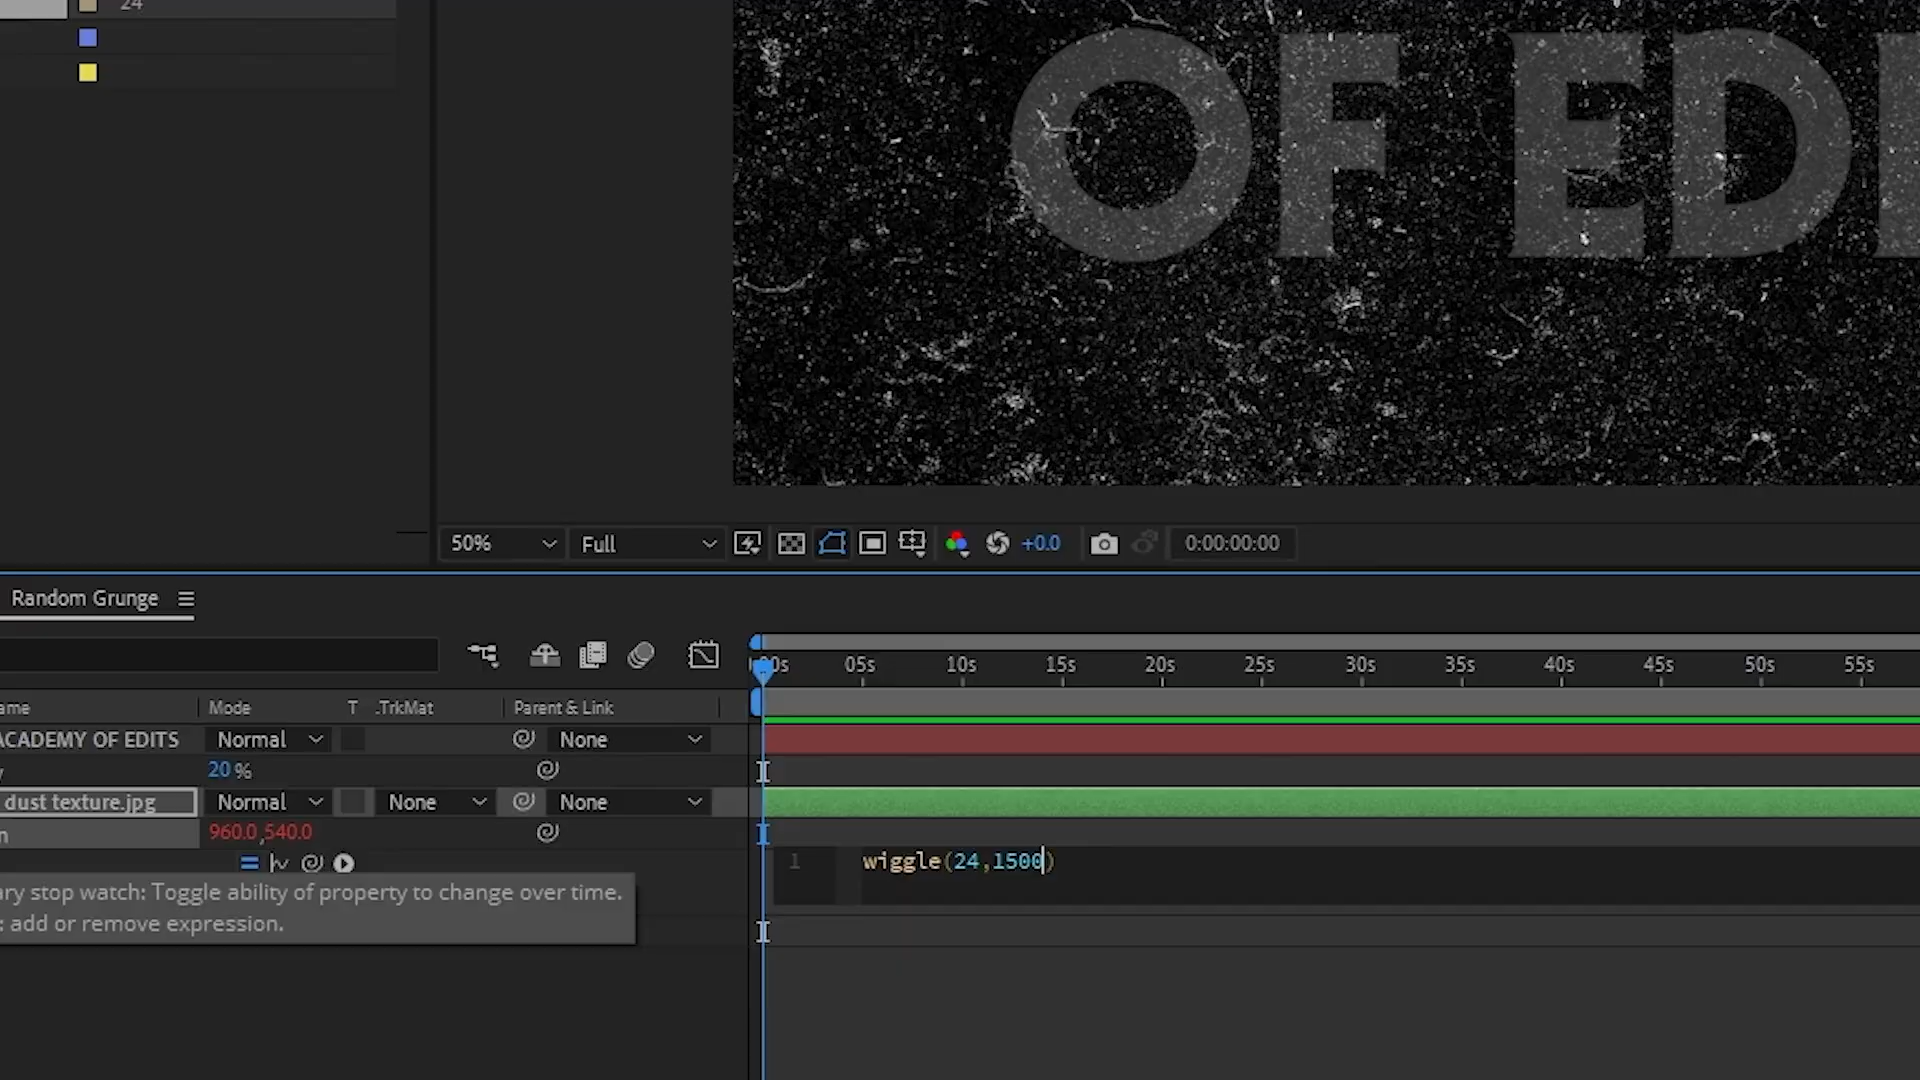 24
OF EDI
50%
Full
+0.0
0:00:00:00
Random Grunge
00s 05s 10s 15s 20s 25s 30s 35s 40s 45s 50s 55s
ame Mode T .TrkMat Parent & Link
ACADEMY OF EDITS Normal None
y 20 %
dust texture.jpg Normal None None
n 960.0,540.0
1 wiggle(24,1500)
ary stop watch: Toggle ability of property to change over time.
: add or remove expression.